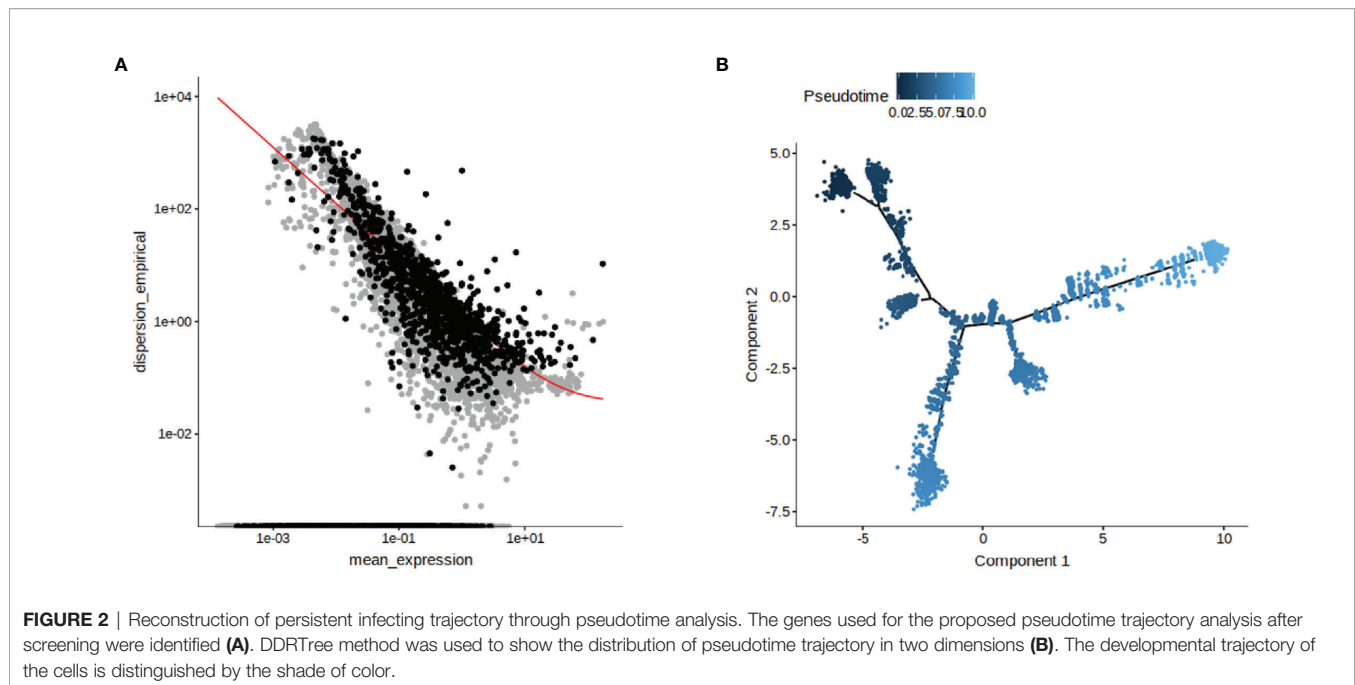 A
1e+04
1e+02
1e+00
1e-02
dispersion_empirical
1e-03
1e-01
1e+01
mean_expression
B
Pseudotime
0.02.55.07.510.0
5.0
2.5
0.0
-2.5
-5.0
-7.5
Component 2
-5
0
5
10
Component 1
FIGURE 2 | Reconstruction of persistent infecting trajectory through pseudotime analysis. The genes used for the proposed pseudotime trajectory analysis after
screening were identified (A). DDRTree method was used to show the distribution of pseudotime trajectory in two dimensions (B). The developmental trajectory of
the cells is distinguished by the shade of color.